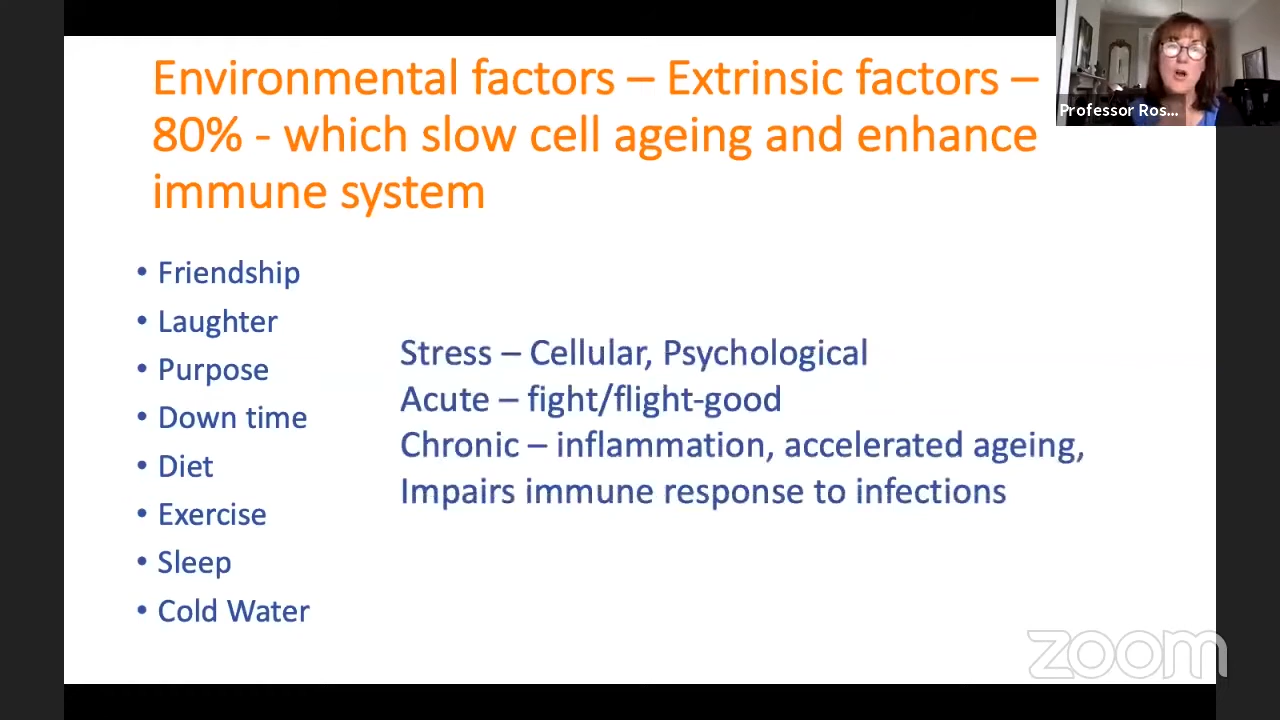 Environmental factors – Extrinsic factors –
80% - which slow cell ageing and enhance
immune system
Professor Ros...
• Friendship
• Laughter
• Purpose
• Down time
• Diet
• Exercise
• Sleep
• Cold Water
Stress – Cellular, Psychological
Acute – fight/flight-good
Chronic – inflammation, accelerated ageing,
Impairs immune response to infections
zoom